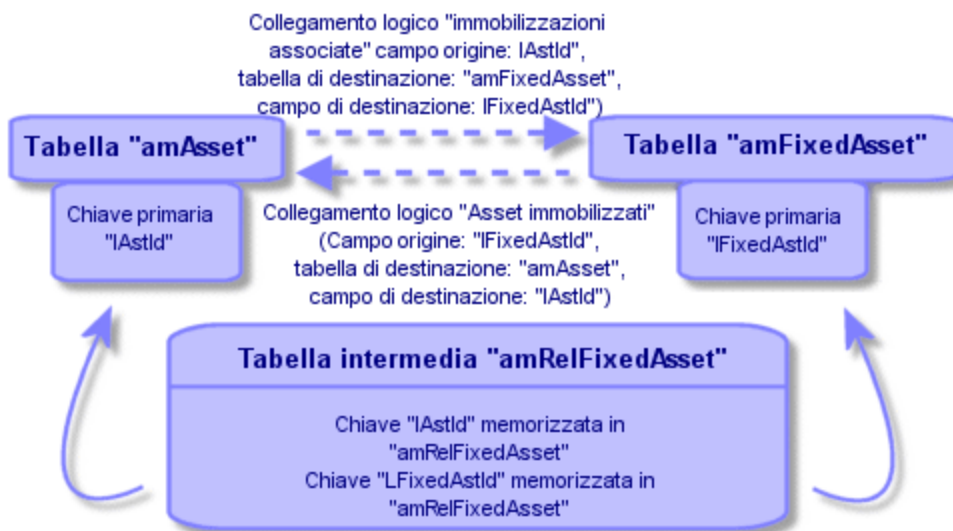 Collegamento logico "immobilizzazioni
associate" campo origine: lAstId",
tabella di destinazione: "amFixedAsset",
campo di destinazione: lFixedAstId")
Tabella "amAsset"
Tabella "amFixedAsset"
Chiave primaria
"lAstId"
Collegamento logico "Asset immobilizzati"
(Campo origine: "lFixedAstId",
tabella di destinazione: "amAsset",
campo di destinazione: "lAstId")
Chiave primaria
"lFixedAstId"
Tabella intermedia "amRelFixedAsset"
Chiave "lAstId" memorizzata in
"amRelFixedAsset"
Chiave "LFixedAstId" memorizzata in
"amRelFixedAsset"